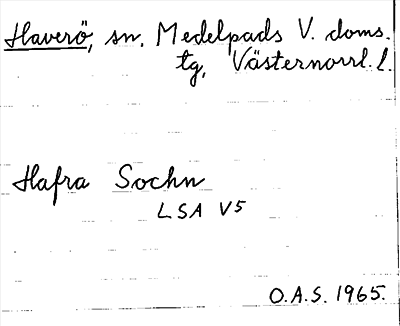 Haverö, sn. Medelpads V. doms.
tg, Västernorrl. l.
Hafra Sochn
LSA V5
O.A.S. 1965.